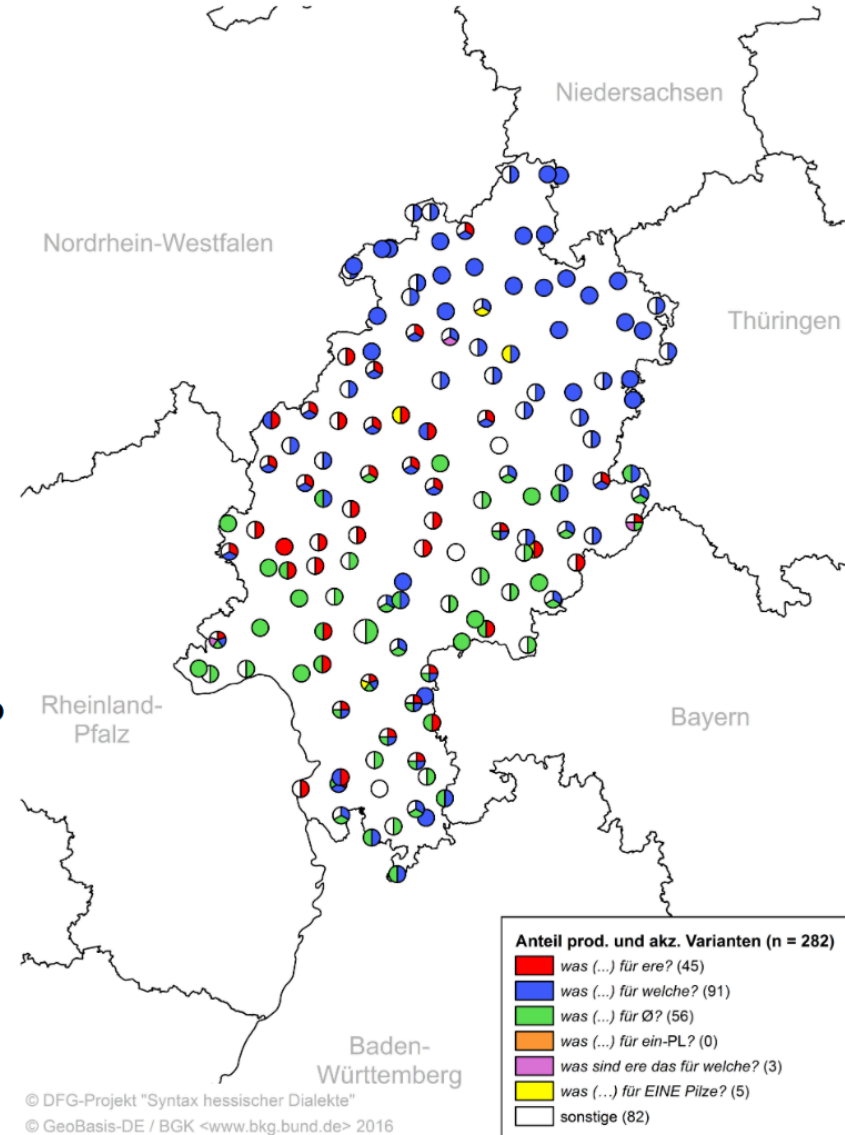 Niedersachsen
Nordrhein-Westfalen
Thüringen
Rheinland-
Pfalz
Bayern
Baden-
Württemberg
Anteil prod. und akz. Varianten (n = 282)
was (...) für ere? (45)
was (...) für welche? (91)
was (...) für Ø? (56)
was (...) für ein-PL? (0)
was sind ere das für welche? (3)
was (...) für EINE Pilze? (5)
sonstige (82)
© DFG-Projekt "Syntax hessischer Dialekte"
© GeoBasis-DE / BGK <www.bkg.bund.de> 2016